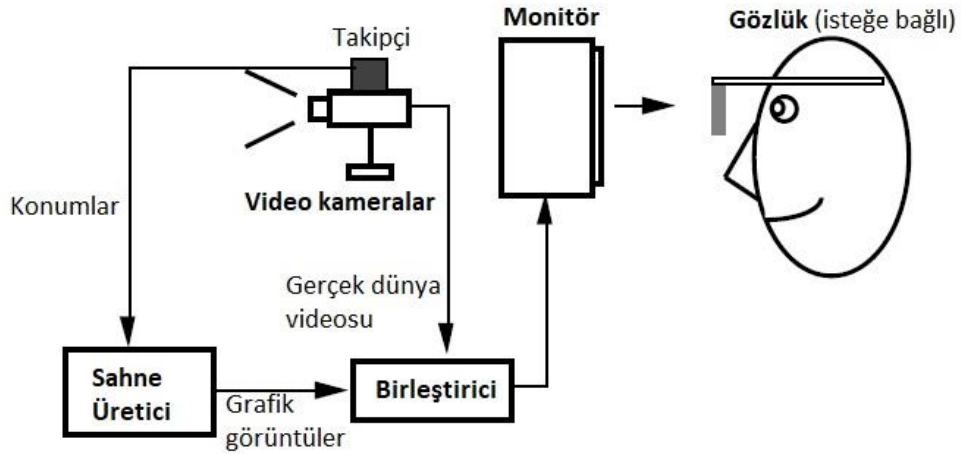 Monitör
Gözlük (isteğe bağlı)
Takipçi
Konumlar
Video kameralar
Gerçek dünya
videosu
Sahne
Üretici
Grafik
görüntüler
Birleştirici